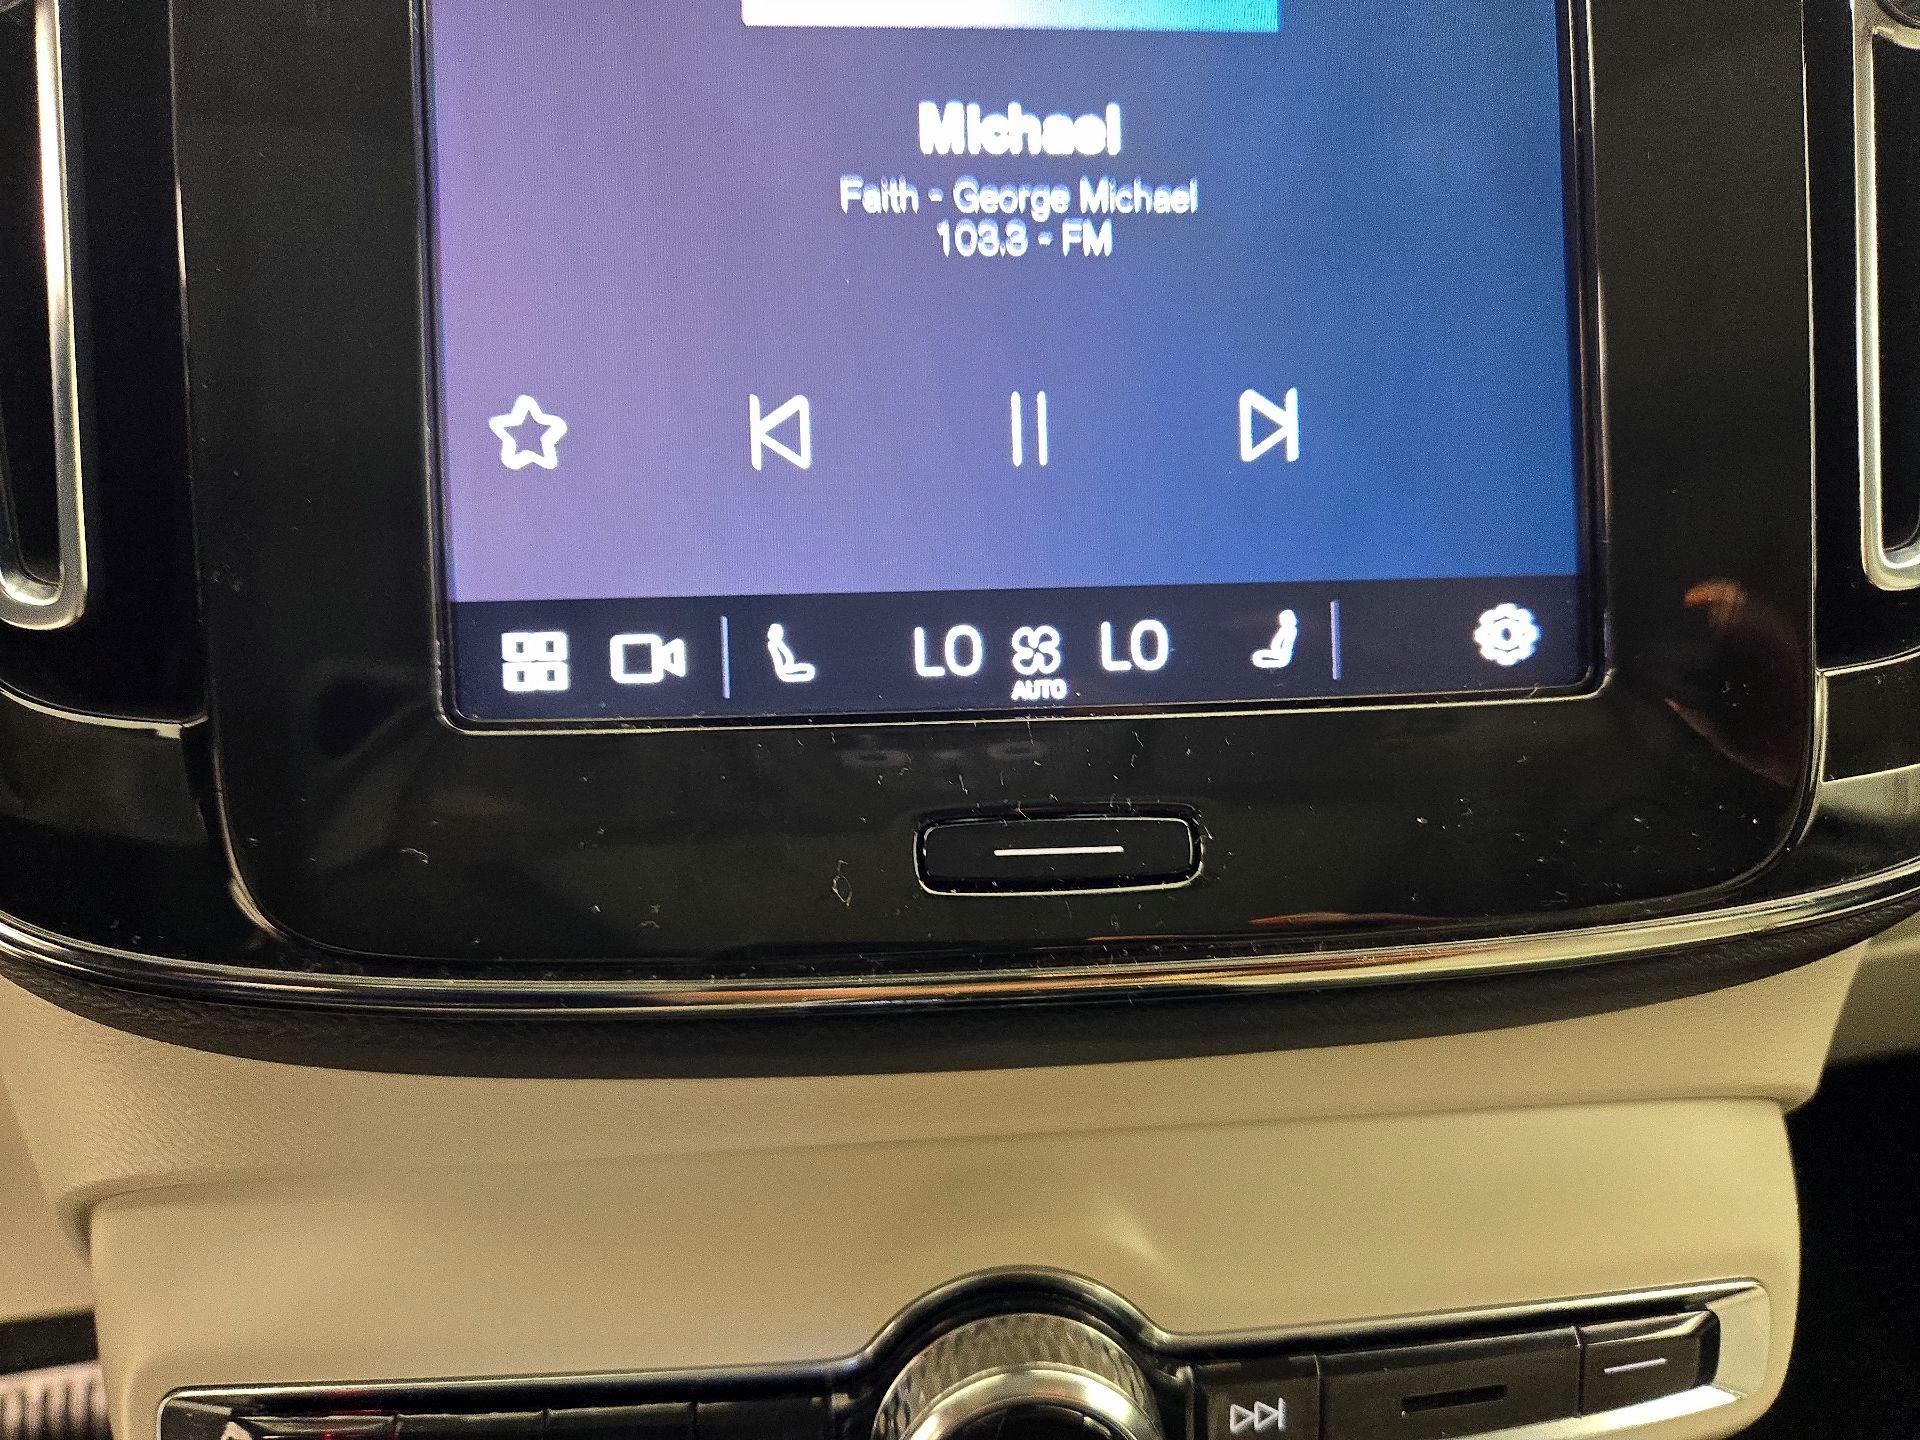 Michael
Faith - George Michael
103.3 - FM
LO AUTO LO